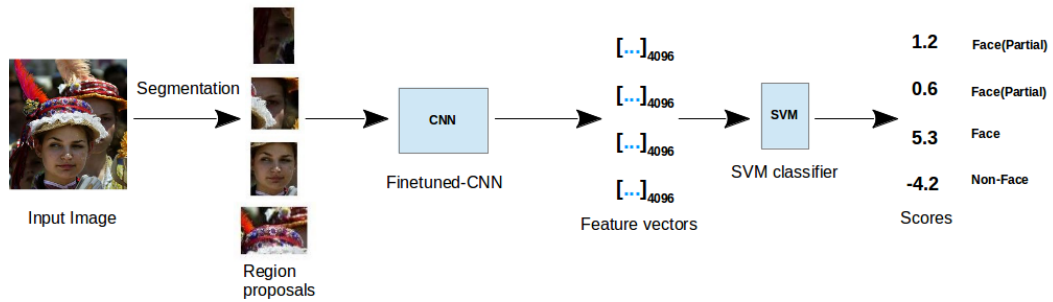 Input Image
Segmentation
Region
proposals
CNN
Finetuned-CNN
[...]4096
[...]4096
[...]4096
[...]4096
Feature vectors
SVM
SVM classifier
1.2 Face(Partial)
0.6 Face(Partial)
5.3 Face
-4.2 Non-Face
Scores